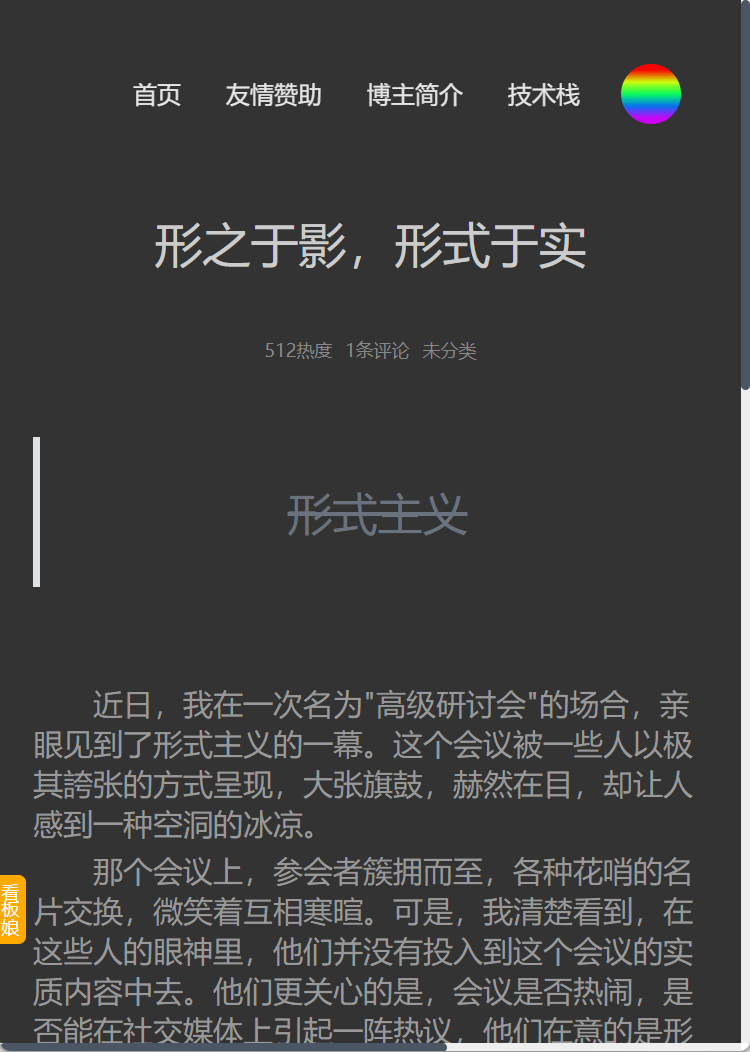 首页 友情赞助 博主简介 技术栈
形之于影，形式于实
512热度 1条评论 未分类
形式主义
近日，我在一次名为"高级研讨会"的场合，亲
眼见到了形式主义的一幕。这个会议被一些人以极
其誇张的方式呈现，大张旗鼓，赫然在目，却让人
感到一种空洞的冰凉。
那个会议上，参会者簇拥而至，各种花哨的名
片交换，微笑着互相寒暄。可是，我清楚看到，在
这些人的眼神里，他们并没有投入到这个会议的实
质内容中去。他们更关心的是，会议是否热闹，是
否能在社交媒体上引起一阵热议，他们在意的是形
看板娘